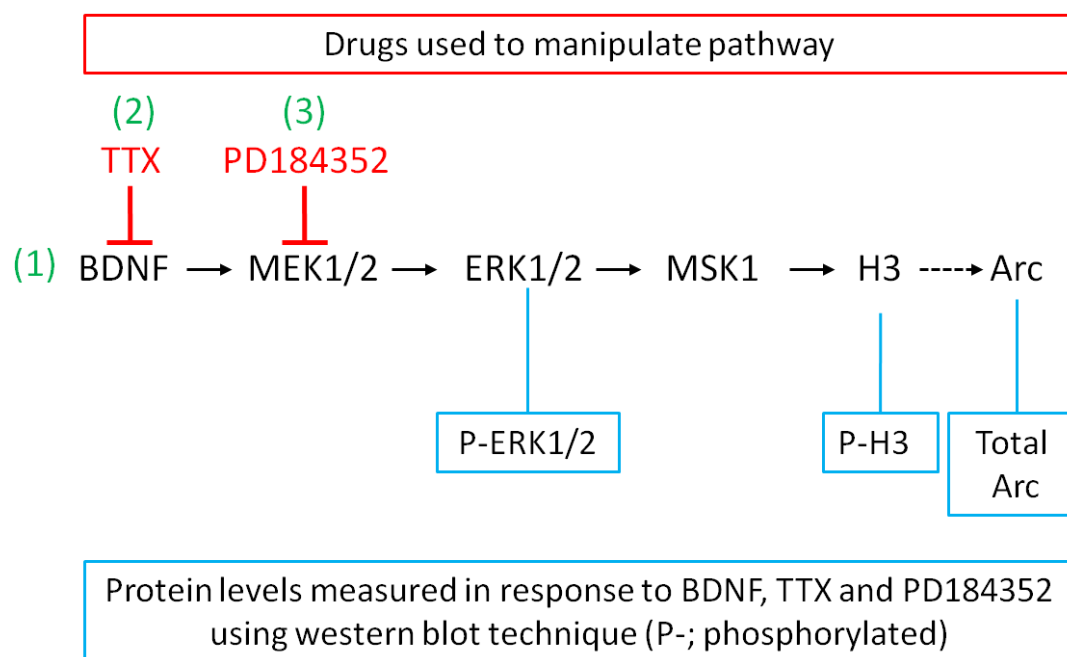 Drugs used to manipulate pathway
(2) (3)
TTX PD184352
(1) BDNF MEK1/2 ERK1/2 MSK1 H3 Arc
P-ERK1/2 P-H3 Total
Arc
Protein levels measured in response to BDNF, TTX and PD184352
using western blot technique (P-; phosphorylated)